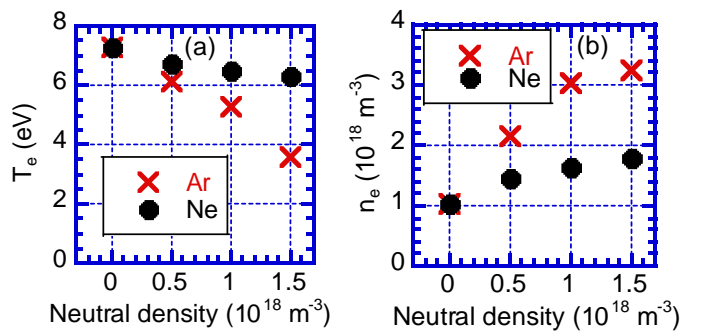 8
6
4
2
0
T_e (eV)
(a)
Ar
Ne
0 0.5 1 1.5
Neutral density (10^18 m^-3)
4
3
2
1
0
n_e (10^18 m^-3)
Ar
Ne
(b)
0 0.5 1 1.5
Neutral density (10^18 m^-3)